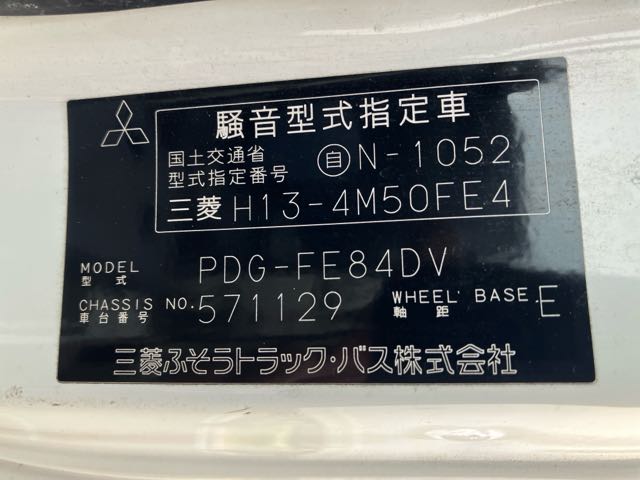 騒音型式指定車
国土交通省
型式指定番号 自N-1052
三菱 H13-4M50FE4
MODEL
型式 PDG-FE84DV
CHASSIS NO. 571129 WHEEL BASE E
車台番号 軸距
三菱ふそうトラック・バス株式会社